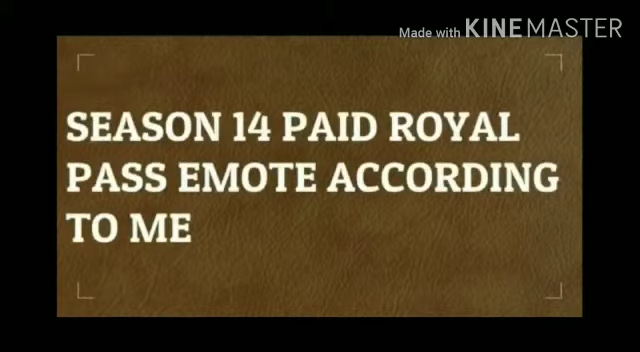 Made with KINEMASTER
SEASON 14 PAID ROYAL
PASS EMOTE ACCORDING
TO ME